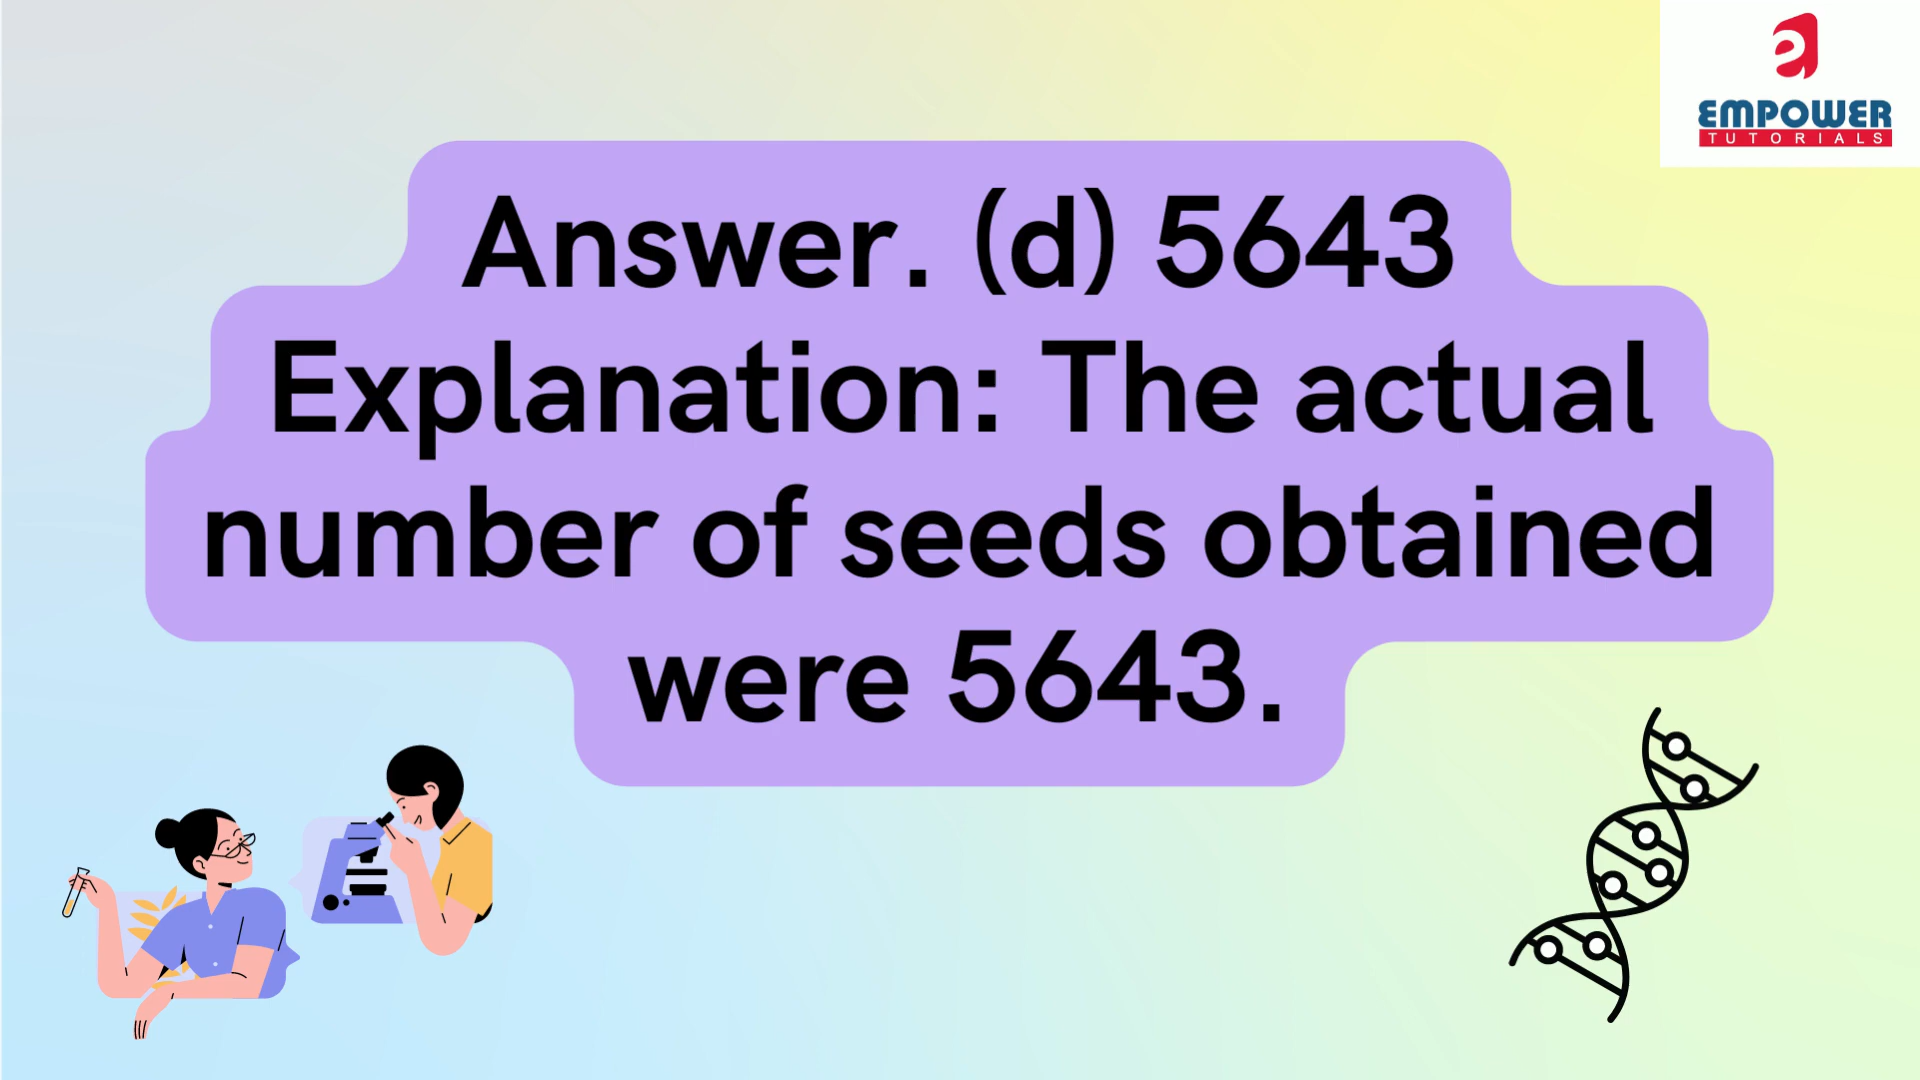 EMPOWER
TUTORIALS
Answer. (d) 5643
Explanation: The actual
number of seeds obtained
were 5643.